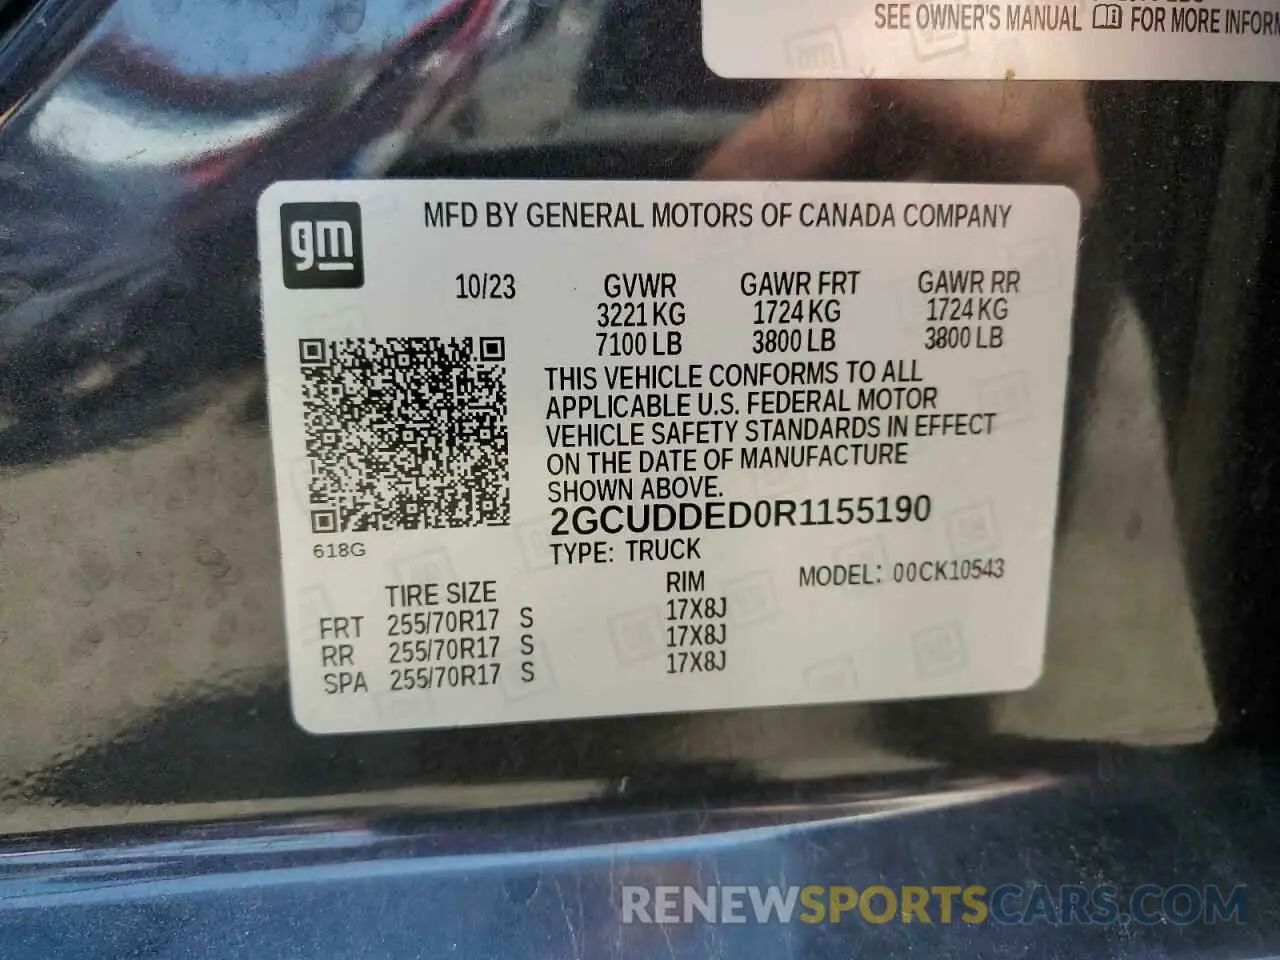 SEE OWNER'S MANUAL FOR MORE INFORM
gm
MFD BY GENERAL MOTORS OF CANADA COMPANY
10/23 GVWR GAWR FRT GAWR RR
3221 KG 1724 KG 1724 KG
7100 LB 3800 LB 3800 LB
THIS VEHICLE CONFORMS TO ALL
APPLICABLE U.S. FEDERAL MOTOR
VEHICLE SAFETY STANDARDS IN EFFECT
ON THE DATE OF MANUFACTURE
SHOWN ABOVE.
2GCUDDED0R1155190
618G
TYPE: TRUCK
MODEL: 00CK10543
TIRE SIZE RIM
FRT 255/70R17 S 17X8J
RR 255/70R17 S 17X8J
SPA 255/70R17 S 17X8J
RENEWSPORTSCARS.COM